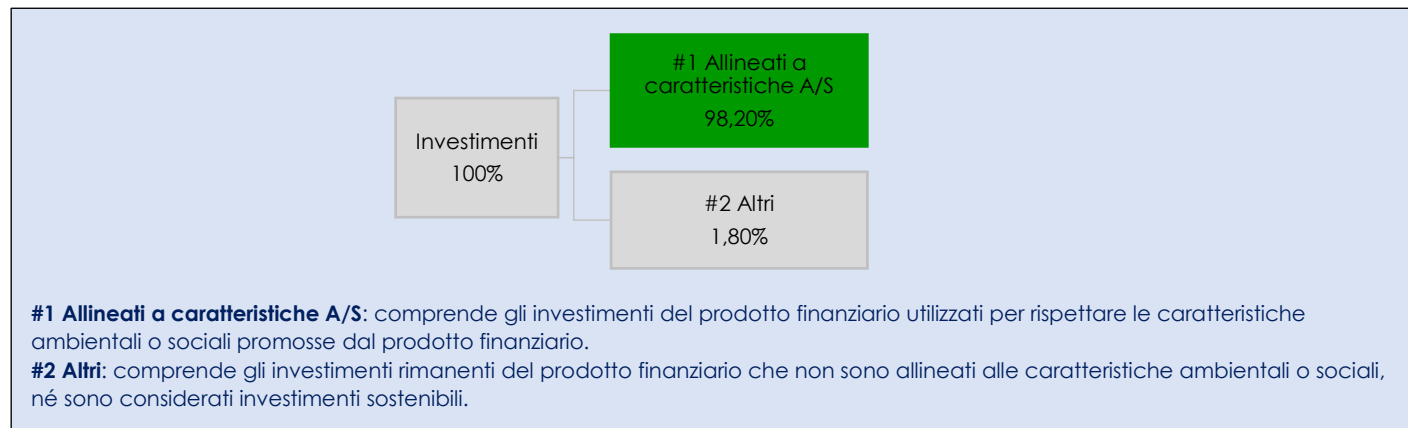 #1 Allineati a
caratteristiche A/S
98,20%
Investimenti
100%
#2 Altri
1,80%
#1 Allineati a caratteristiche A/S: comprende gli investimenti del prodotto finanziario utilizzati per rispettare le caratteristiche
ambientali o sociali promosse dal prodotto finanziario.
#2 Altri: comprende gli investimenti rimanenti del prodotto finanziario che non sono allineati alle caratteristiche ambientali o sociali,
né sono considerati investimenti sostenibili.